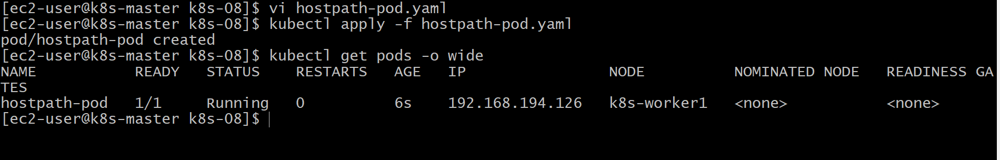 [ec2-user@k8s-master k8s-08]$ vi hostpath-pod.yaml
[ec2-user@k8s-master k8s-08]$ kubectl apply -f hostpath-pod.yaml
pod/hostpath-pod created
[ec2-user@k8s-master k8s-08]$ kubectl get pods -o wide
NAME           READY   STATUS    RESTARTS   AGE   IP                NODE          NOMINATED NODE   READINESS GA
TES
hostpath-pod   1/1     Running   0          6s    192.168.194.126   k8s-worker1   <none>           <none>
[ec2-user@k8s-master k8s-08]$